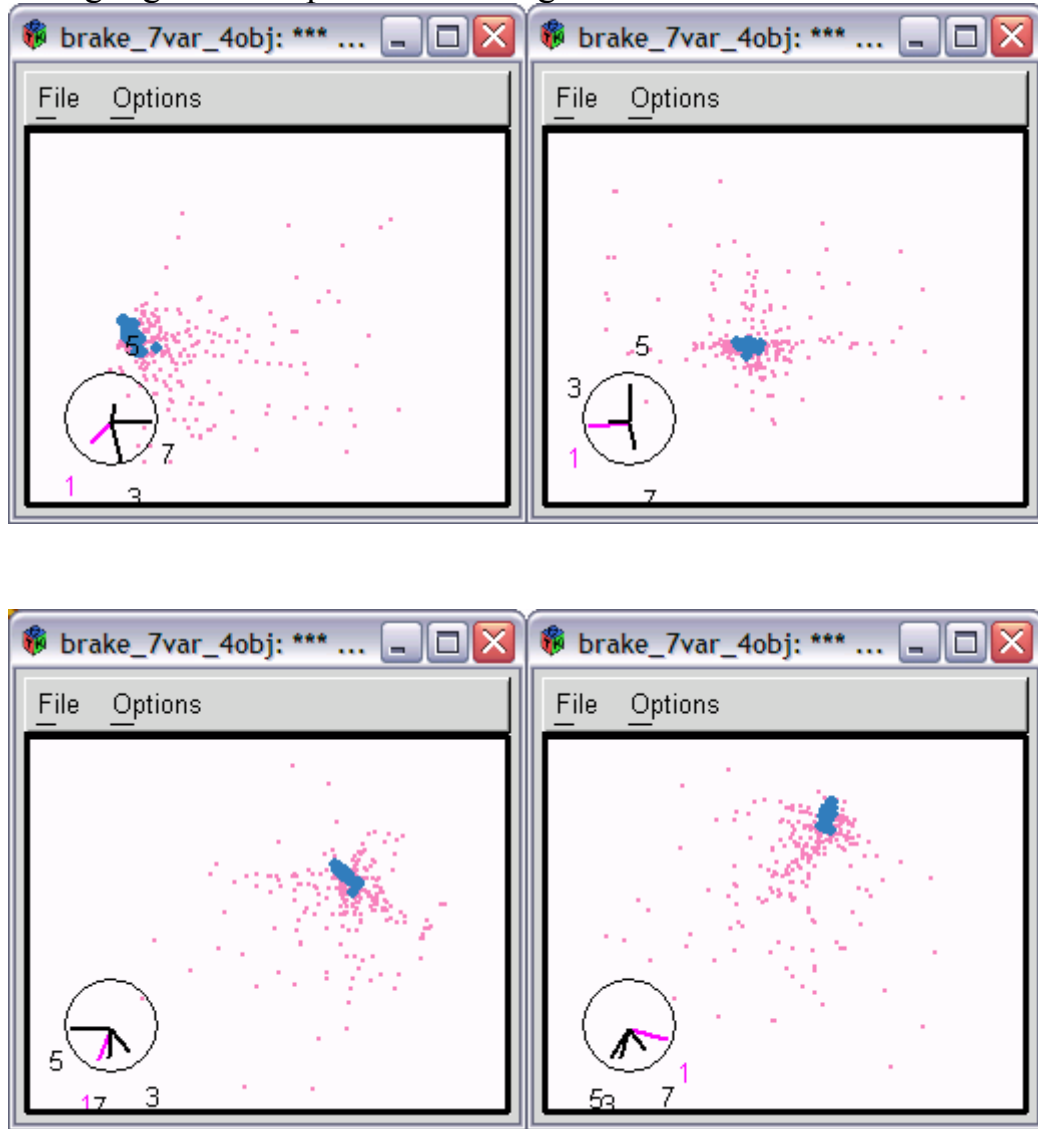 brake_7var_4obj: *** ...
File Options
5
7
1
3
brake_7var_4obj: *** ...
File Options
5
3
1
7
brake_7var_4obj: *** ...
File Options
5
3
17
brake_7var_4obj: *** ...
File Options
1
7
53